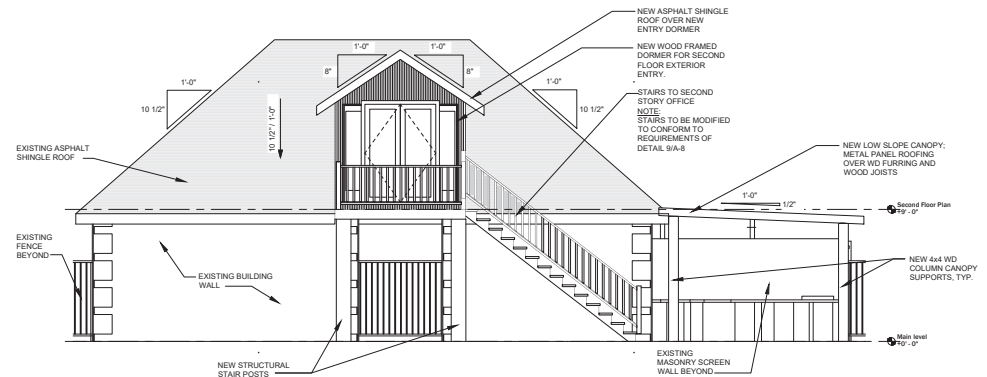 NEW ASPHALT SHINGLE
ROOF OVER NEW
ENTRY DORMER
NEW WOOD FRAMED
DORMER FOR SECOND
FLOOR EXTERIOR
ENTRY.
1'-0"
1'-0"
8"
8"
1'-0"
10 1/2"
1'-0"
10 1/2"
10 1/2" / 1'-0"
STAIRS TO SECOND
STORY OFFICE
NOTE:
STAIRS TO BE MODIFIED
TO CONFORM TO
REQUIREMENTS OF
DETAIL 9/A-8
EXISTING ASPHALT
SHINGLE ROOF
NEW LOW SLOPE CANOPY;
METAL PANEL ROOFING
OVER WD FURRING AND
WOOD JOISTS
1'-0"
1/2"
Second Floor Plan
+9' - 0"
EXISTING
FENCE
BEYOND
EXISTING BUILDING
WALL
NEW 4x4 WD
COLUMN CANOPY
SUPPORTS, TYP.
Main level
+0' - 0"
NEW STRUCTURAL
STAIR POSTS
EXISTING
MASONRY SCREEN
WALL BEYOND